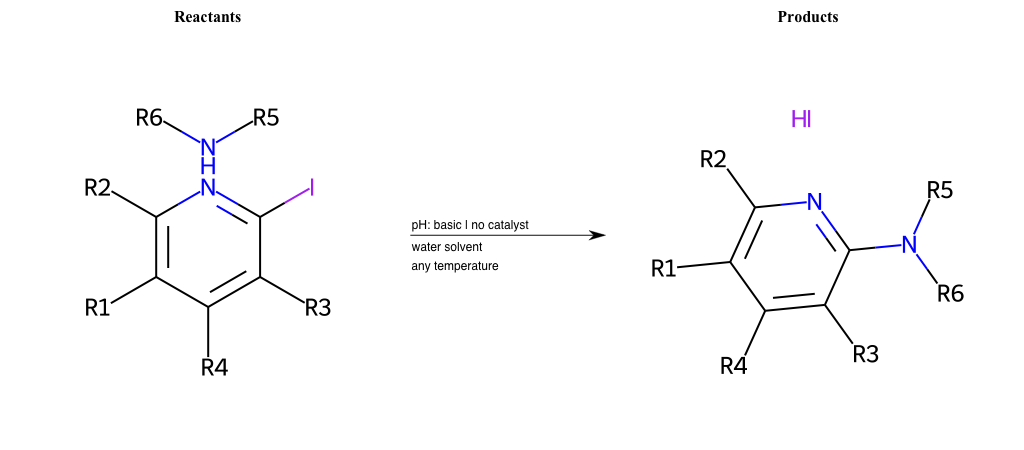 Reactants
Products
HI
R6
R5
N
H
R2
N
I
R1
R3
R4
pH: basic | no catalyst
water solvent
any temperature
R2
N
R5
N
R1
R6
R3
R4